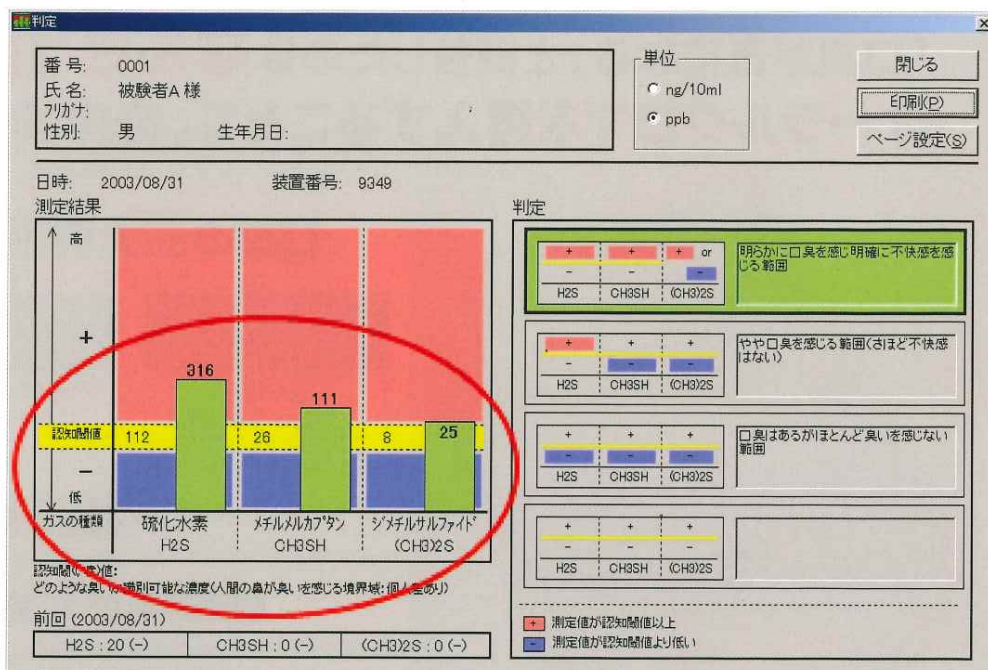 判定
番号: 0001
氏名: 被験者A 様
フリガナ:
性別: 男 生年月日:
単位
ng/10ml
ppb
閉じる
印刷(P)
ページ設定(S)
日時: 2003/08/31 装置番号: 9349
測定結果
高
+
認知閾値
−
低
112 316
26 111
8 25
ガスの種類
硫化水素 メチルメルカプタン ジメチルサルファイド
H2S CH3SH (CH3)2S
どのような臭いか識別可能な濃度(人間の鼻が臭いを感じる境界域:個人差あり)
前回 (2003/08/31)
H2S : 20 (-) CH3SH : 0 (-) (CH3)2S : 0 (-)
判定
+ + + or
- - -
H2S CH3SH (CH3)2S
明らかに口臭を感じ明確に不快感を感
じる範囲
+ + +
- - -
H2S CH3SH (CH3)2S
やや口臭を感じる範囲(さほど不快感
はない)
+ + +
- - -
H2S CH3SH (CH3)2S
口臭はあるがほとんど臭いを感じない
範囲
+ + +
- - -
H2S CH3SH (CH3)2S
+ 測定値が認知閾値以上
- 測定値が認知閾値より低い